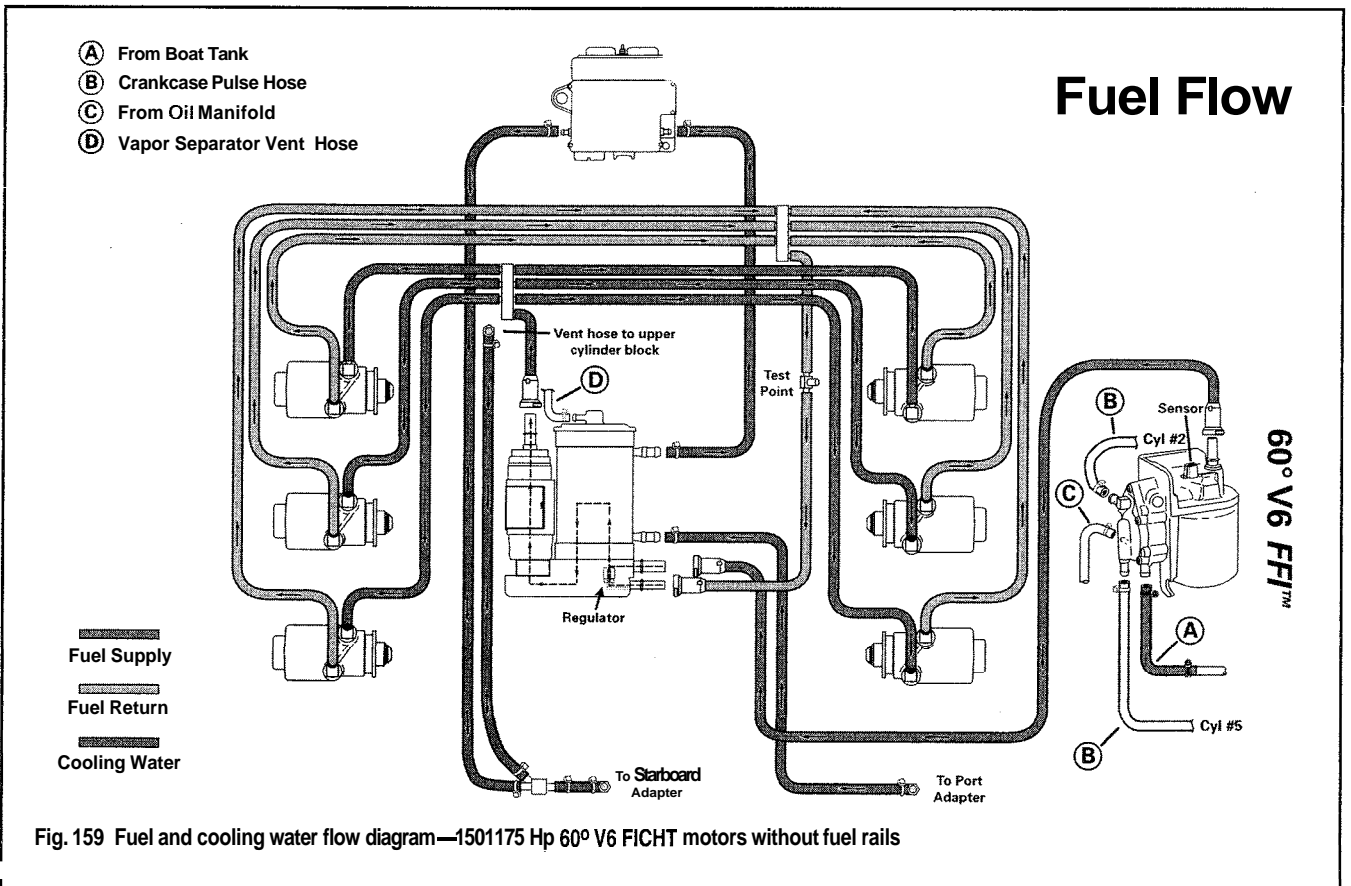 Ⓐ From Boat Tank
Ⓑ Crankcase Pulse Hose
Ⓒ From Oil Manifold
Ⓓ Vapor Separator Vent Hose
Fuel Flow
Vent hose to upper
cylinder block
D
Test
Point
B
Sensor
Cyl #2
C
60° V6 FFI™
Regulator
A
Fuel Supply
Fuel Return
Cooling Water
Cyl #5
B
To Starboard
Adapter
To Port
Adapter
Fig. 159 Fuel and cooling water flow diagram—1501175 Hp 60° V6 FICHT motors without fuel rails